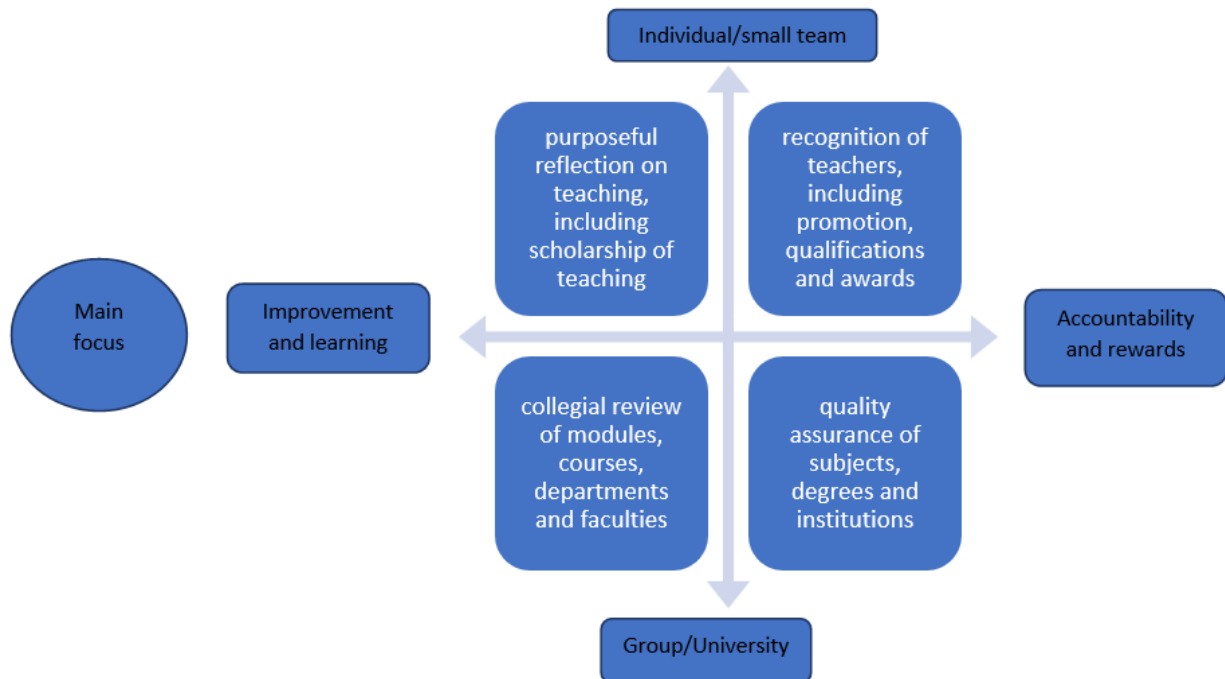 Individual/small team
purposeful
reflection on
teaching,
including
scholarship of
teaching
recognition of
teachers,
including
promotion,
qualifications
and awards
Main
focus
Improvement
and learning
Accountability
and rewards
collegial review
of modules,
courses,
departments
and faculties
quality
assurance of
subjects,
degrees and
institutions
Group/University